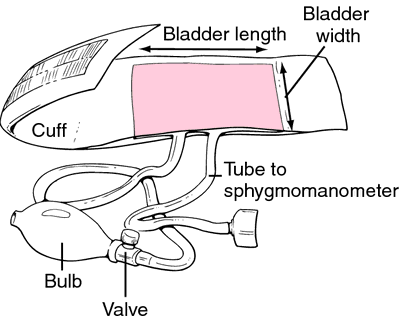 Bladder length
Bladder
width
Cuff
Tube to
sphygmomanometer
Bulb
Valve